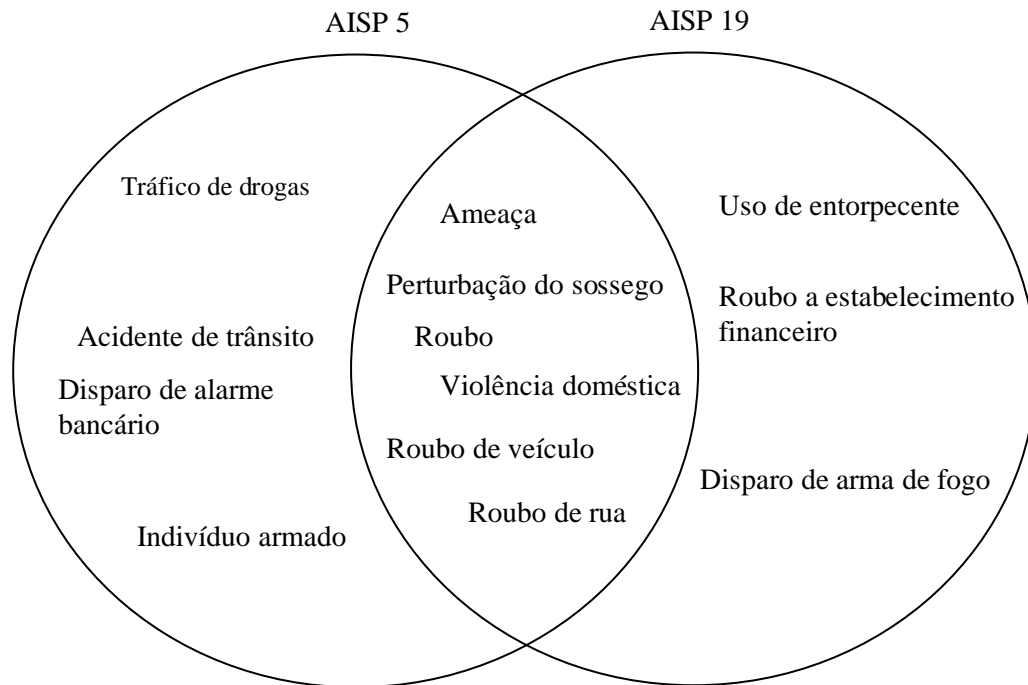 AISP 5
AISP 19
Tráfico de drogas
Acidente de trânsito
Disparo de alarme
bancário
Indivíduo armado
Ameaça
Perturbação do sossego
Roubo
Violência doméstica
Roubo de veículo
Roubo de rua
Uso de entorpecente
Roubo a estabelecimento
financeiro
Disparo de arma de fogo